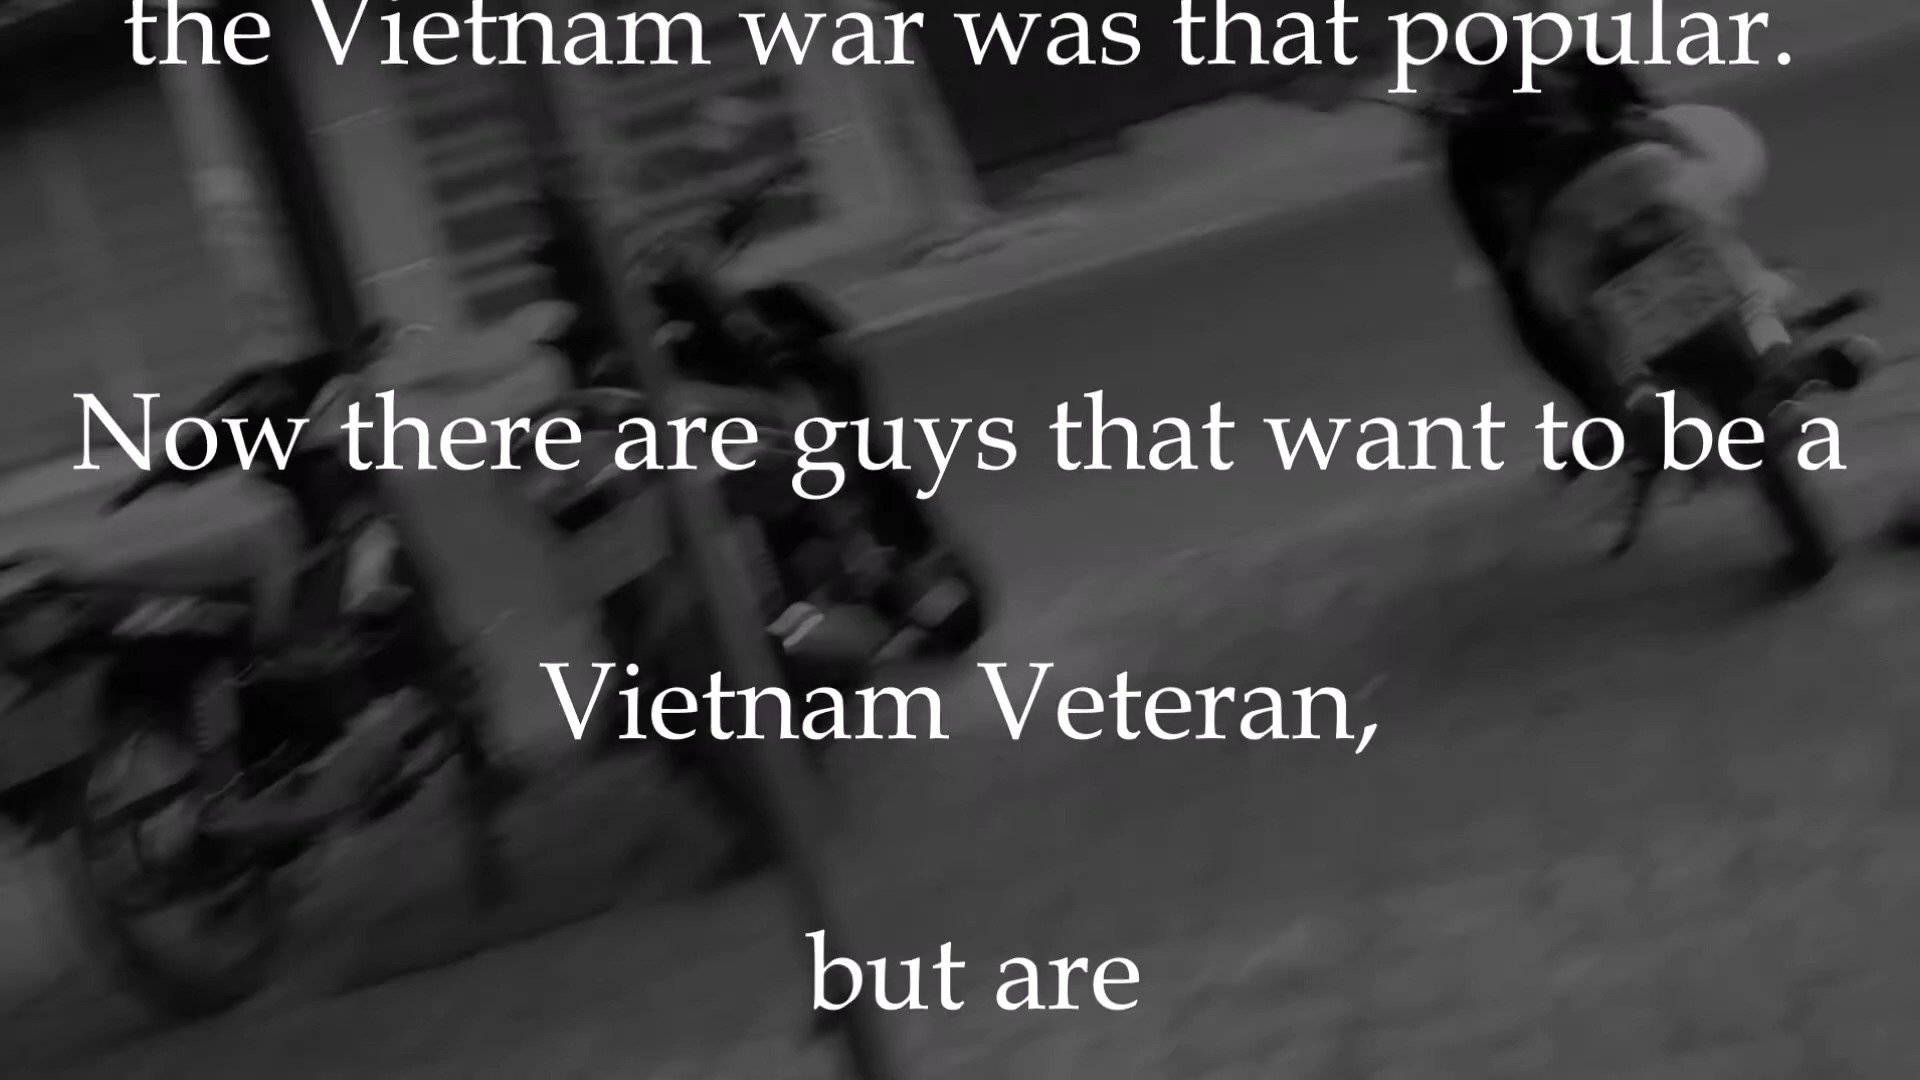 the Vietnam war was that popular.
Now there are guys that want to be a
Vietnam Veteran,
but are